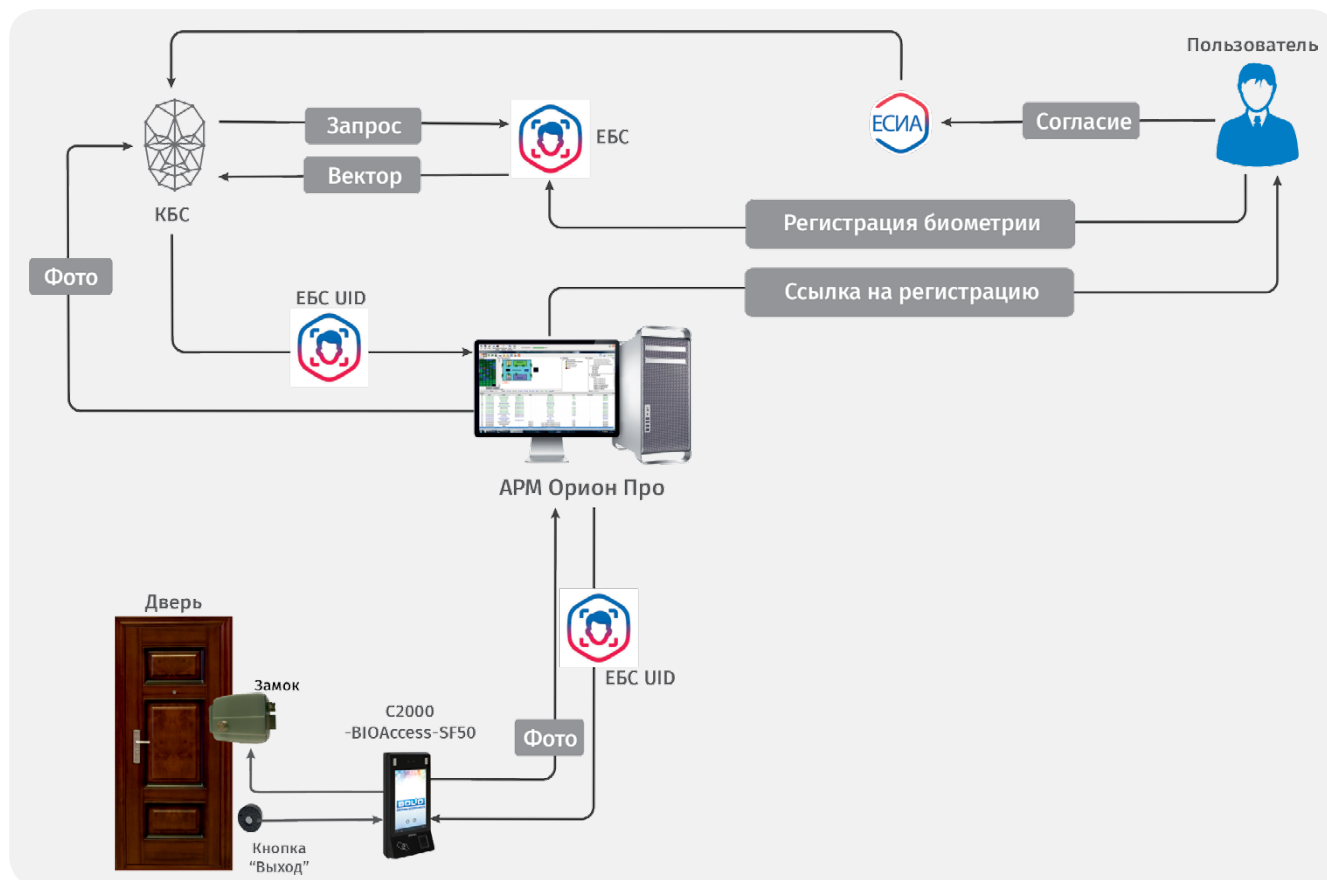 Пользователь
Запрос
ЕБС
ЕСИА
Согласие
Вектор
КБС
Регистрация биометрии
Фото
ЕБС UID
Ссылка на регистрацию
АРМ Орион Про
Дверь
ЕБС UID
Замок
С2000
-BIOAccess-SF50
Фото
BOLID
Кнопка
“Выход”